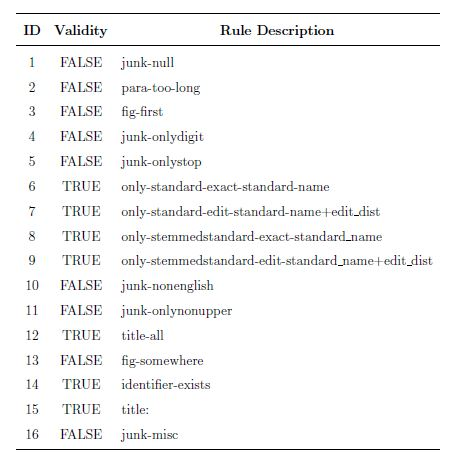 ID Validity Rule Description
1 FALSE junk-null
2 FALSE para-too-long
3 FALSE fig-first
4 FALSE junk-onlydigit
5 FALSE junk-onlystop
6 TRUE only-standard-exact-standard-name
7 TRUE only-standard-edit-standard-name+edit_dist
8 TRUE only-stemmedstandard-exact-standard_name
9 TRUE only-stemmedstandard-edit-standard_name+edit_dist
10 FALSE junk-nonenglish
11 FALSE junk-onlynonupper
12 TRUE title-all
13 FALSE fig-somewhere
14 TRUE identifier-exists
15 TRUE title:
16 FALSE junk-misc